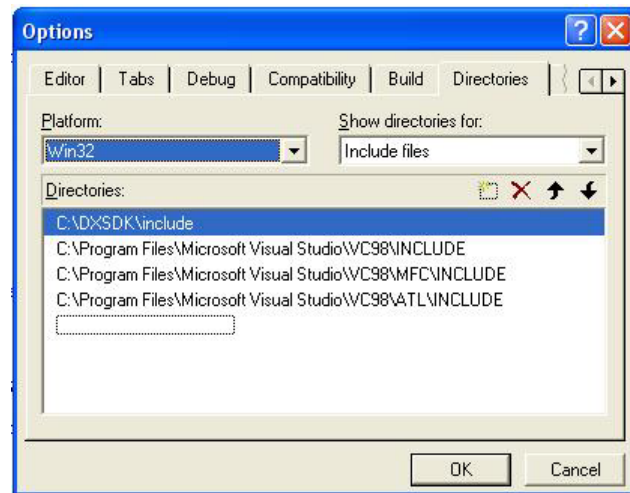 Options
Editor Tabs Debug Compatibility Build Directories
Platform: Show directories for:
Win32 Include files
Directories:
C:\DXSDK\include
C:\Program Files\Microsoft Visual Studio\VC98\INCLUDE
C:\Program Files\Microsoft Visual Studio\VC98\MFC\INCLUDE
C:\Program Files\Microsoft Visual Studio\VC98\ATL\INCLUDE
OK Cancel